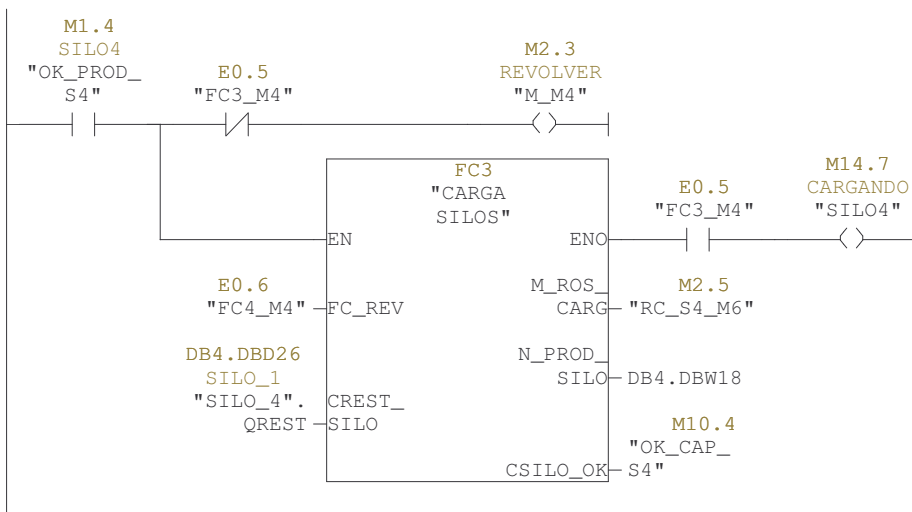 M1.4
SILO4
"OK_PROD_
S4"
E0.5
"FC3_M4"
M2.3
REVOLVER
"M_M4"
FC3
"CARGA
SILOS"
EN
ENO
E0.5
"FC3_M4"
M14.7
CARGANDO
"SILO4"
E0.6
"FC4_M4"
FC_REV
M_ROS_
CARG
M2.5
"RC_S4_M6"
DB4.DBD26
SILO_1
"SILO_4".
QREST
CREST_
SILO
N_PROD_
SILO
DB4.DBW18
CSILO_OK
M10.4
"OK_CAP_
S4"